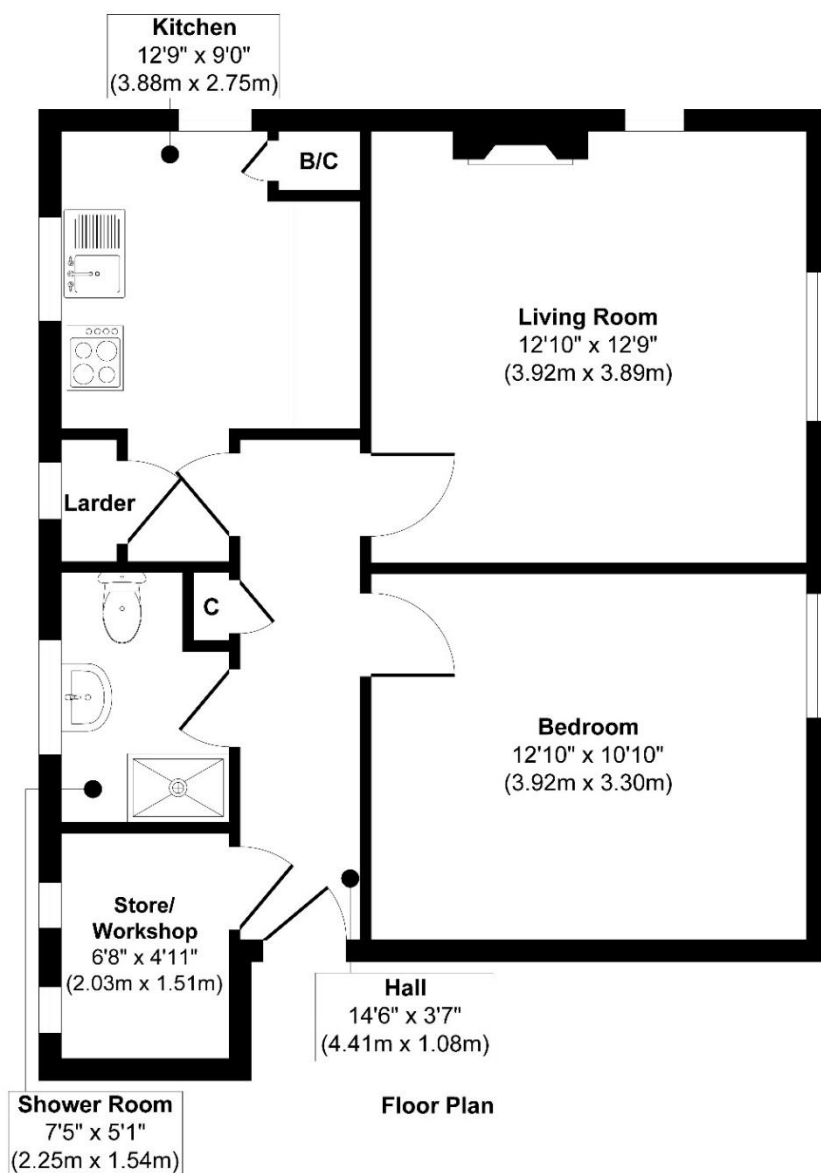 Kitchen
12'9" x 9'0"
(3.88m x 2.75m)
B/C
Living Room
12'10" x 12'9"
(3.92m x 3.89m)
Larder
C
Bedroom
12'10" x 10'10"
(3.92m x 3.30m)
Store/
Workshop
6'8" x 4'11"
(2.03m x 1.51m)
Hall
14'6" x 3'7"
(4.41m x 1.08m)
Shower Room
7'5" x 5'1"
(2.25m x 1.54m)
Floor Plan